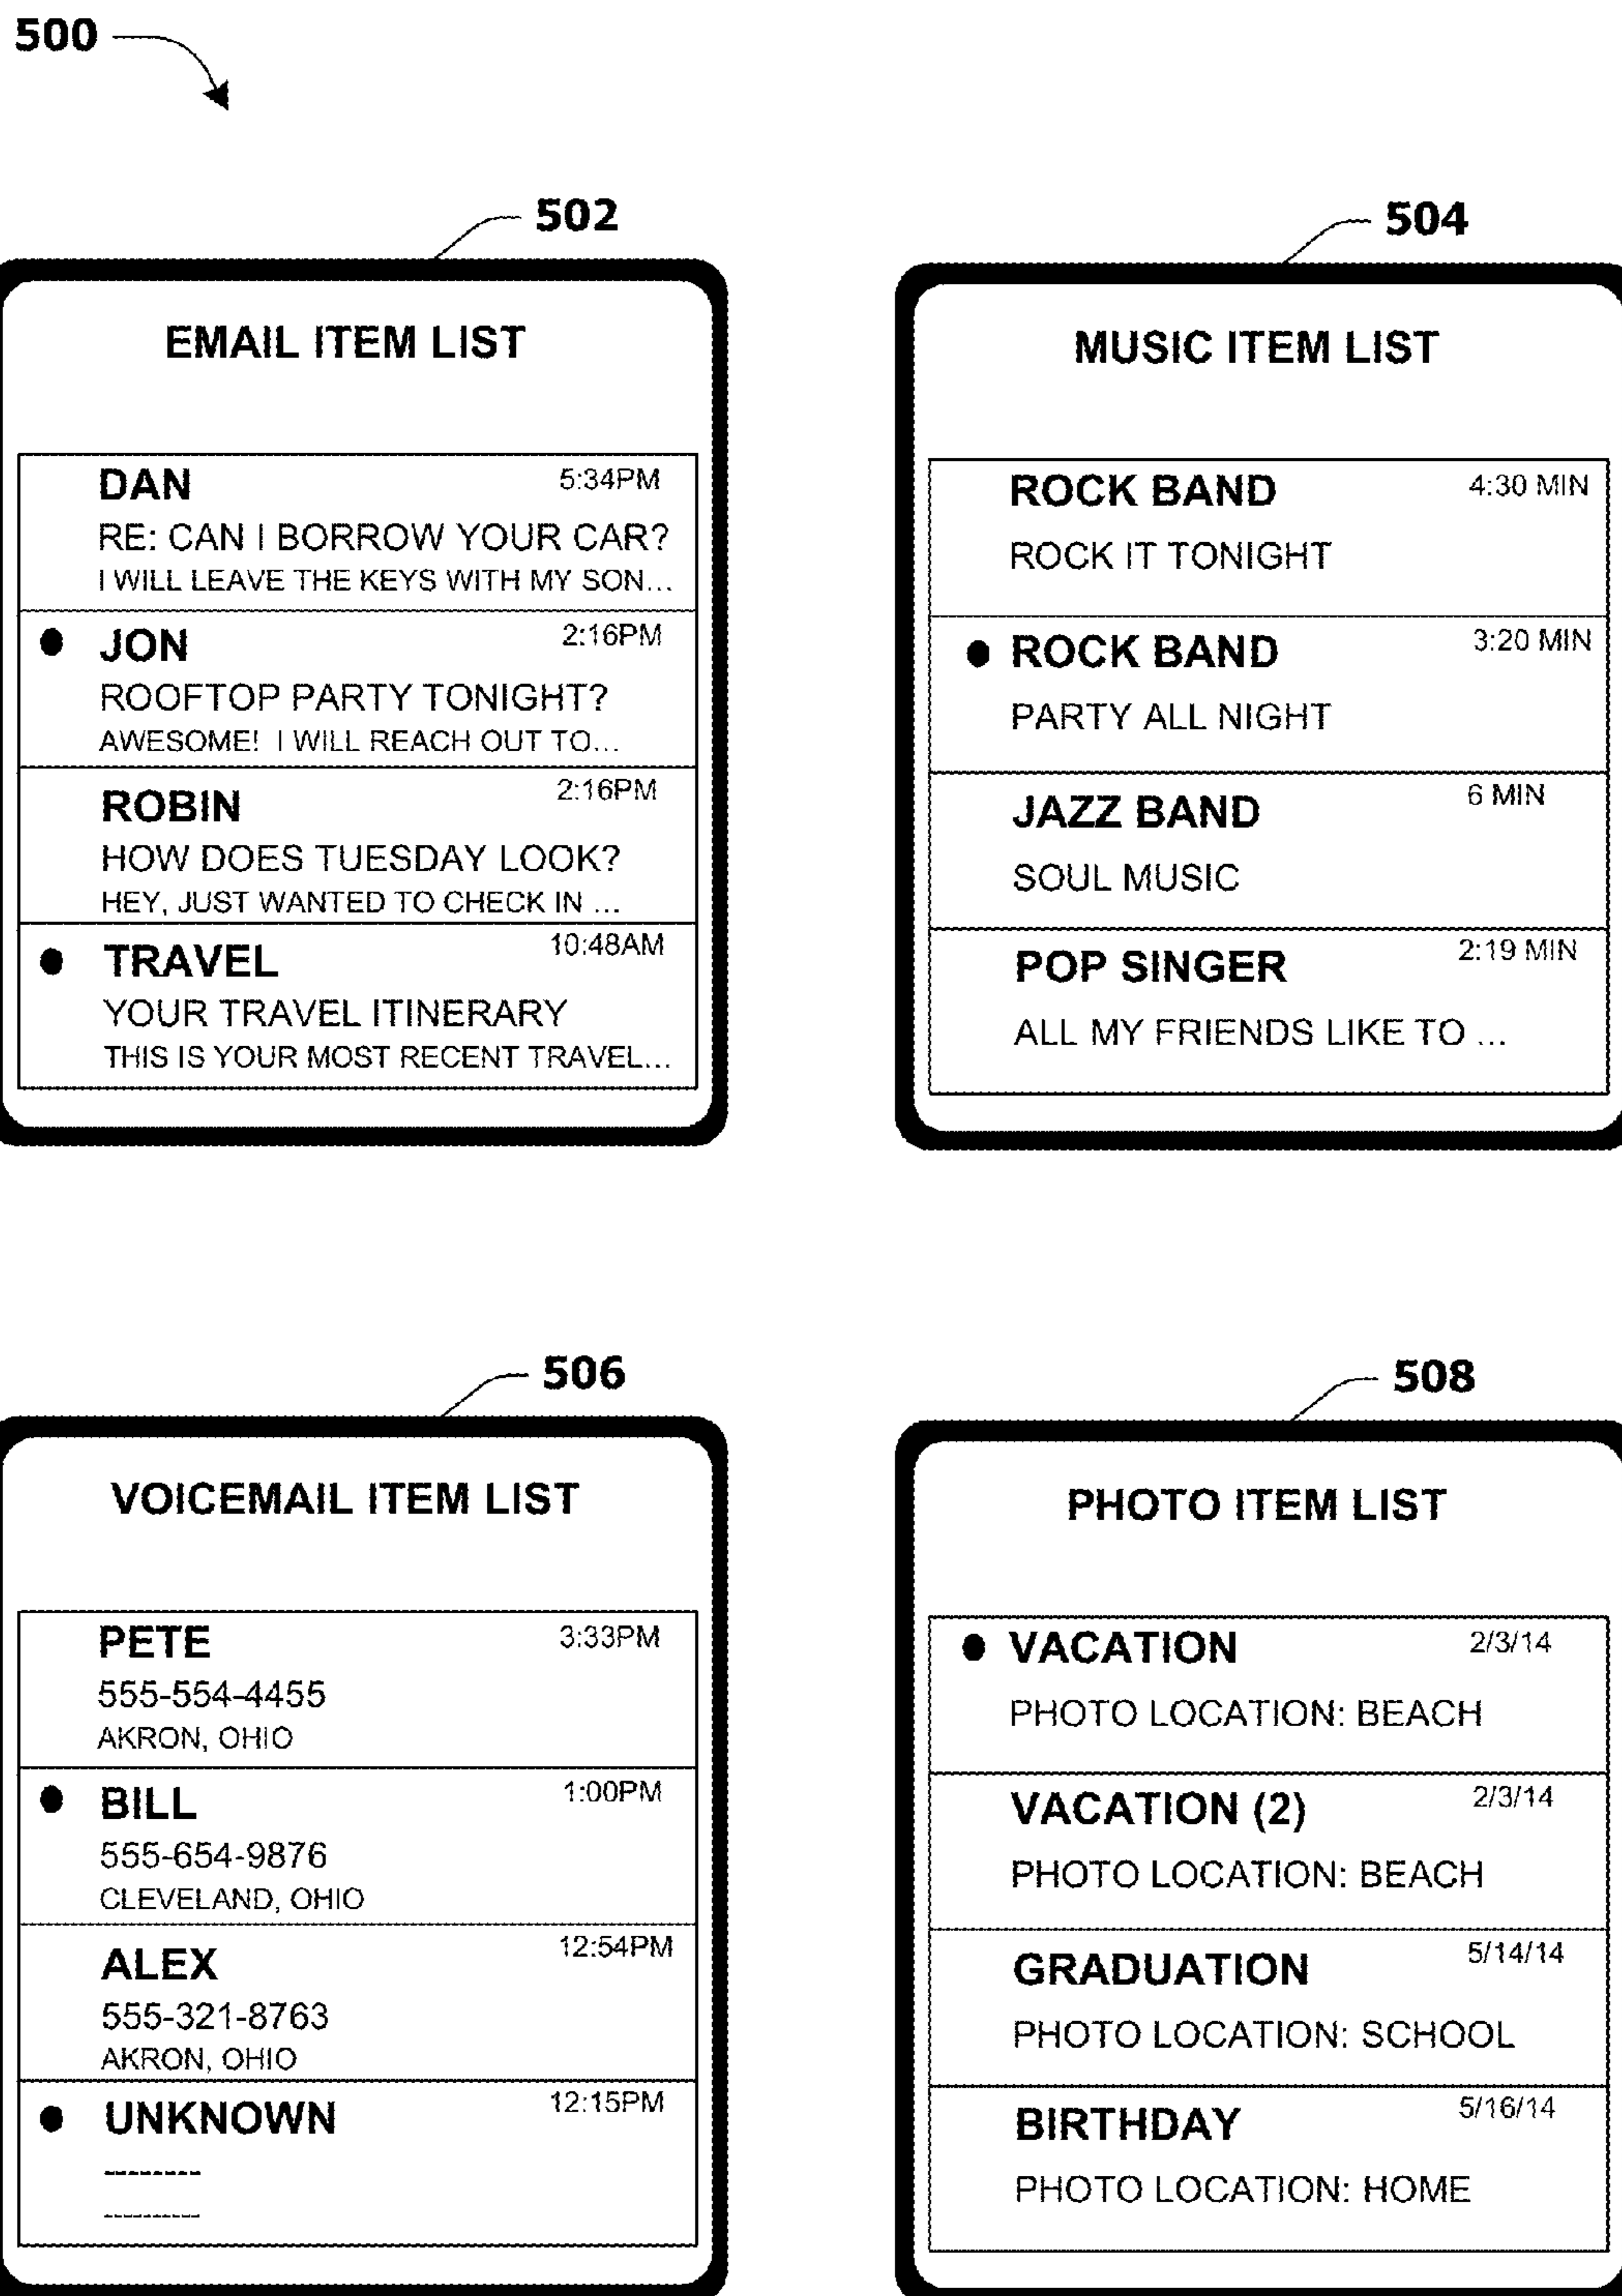 500
502
EMAIL ITEM LIST
DAN 5:34PM
RE: CAN I BORROW YOUR CAR?
I WILL LEAVE THE KEYS WITH MY SON...
● JON 2:16PM
ROOFTOP PARTY TONIGHT?
AWESOME! I WILL REACH OUT TO...
ROBIN 2:16PM
HOW DOES TUESDAY LOOK?
HEY, JUST WANTED TO CHECK IN ...
● TRAVEL 10:48AM
YOUR TRAVEL ITINERARY
THIS IS YOUR MOST RECENT TRAVEL...
504
MUSIC ITEM LIST
ROCK BAND 4:30 MIN
ROCK IT TONIGHT
● ROCK BAND 3:20 MIN
PARTY ALL NIGHT
JAZZ BAND 6 MIN
SOUL MUSIC
POP SINGER 2:19 MIN
ALL MY FRIENDS LIKE TO ...
506
VOICEMAIL ITEM LIST
PETE 3:33PM
555-554-4455
AKRON, OHIO
● BILL 1:00PM
555-654-9876
CLEVELAND, OHIO
ALEX 12:54PM
555-321-8763
AKRON, OHIO
● UNKNOWN 12:15PM
--------
----------
508
PHOTO ITEM LIST
● VACATION 2/3/14
PHOTO LOCATION: BEACH
VACATION (2) 2/3/14
PHOTO LOCATION: BEACH
GRADUATION 5/14/14
PHOTO LOCATION: SCHOOL
BIRTHDAY 5/16/14
PHOTO LOCATION: HOME